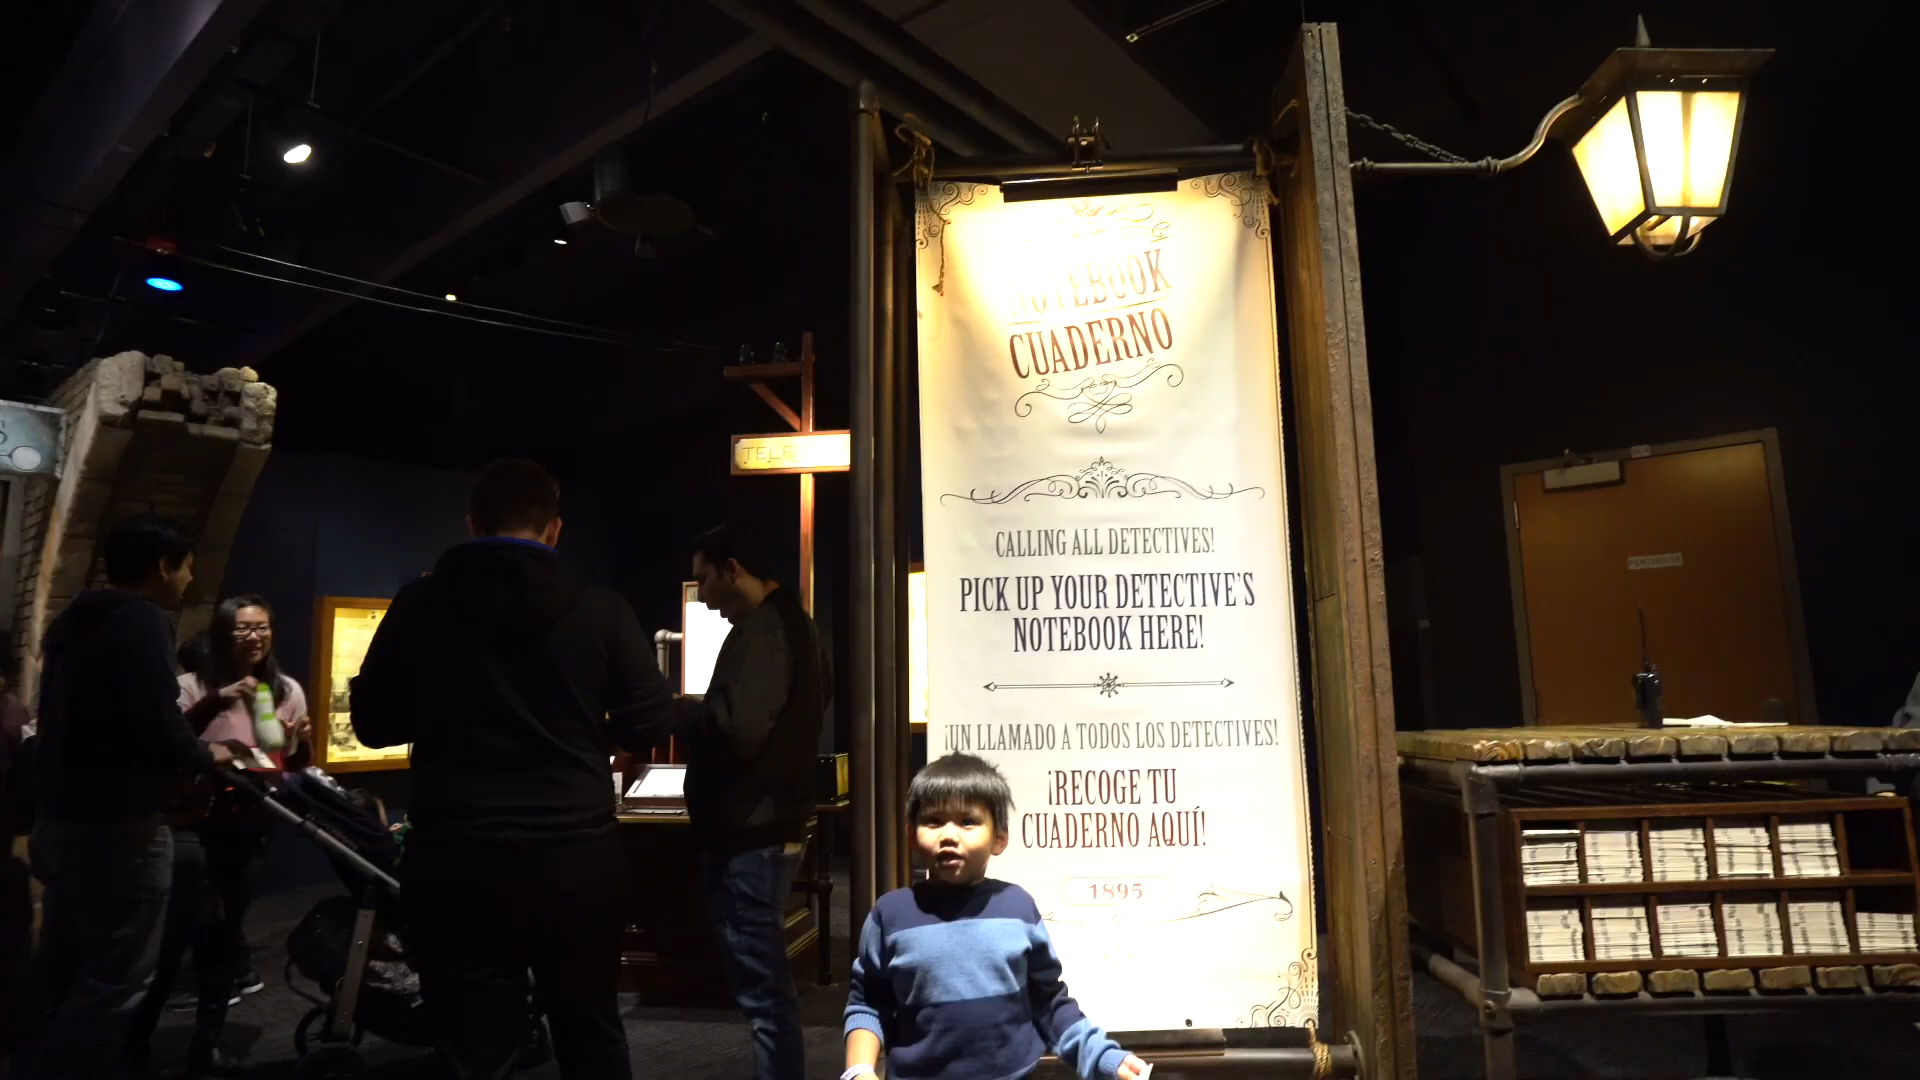 NOTEBOOK
CUADERNO
CALLING ALL DETECTIVES!
PICK UP YOUR DETECTIVE'S
NOTEBOOK HERE!
¡UN LLAMADO A TODOS LOS DETECTIVES!
¡RECOGE TU
CUADERNO AQUÍ!
1895